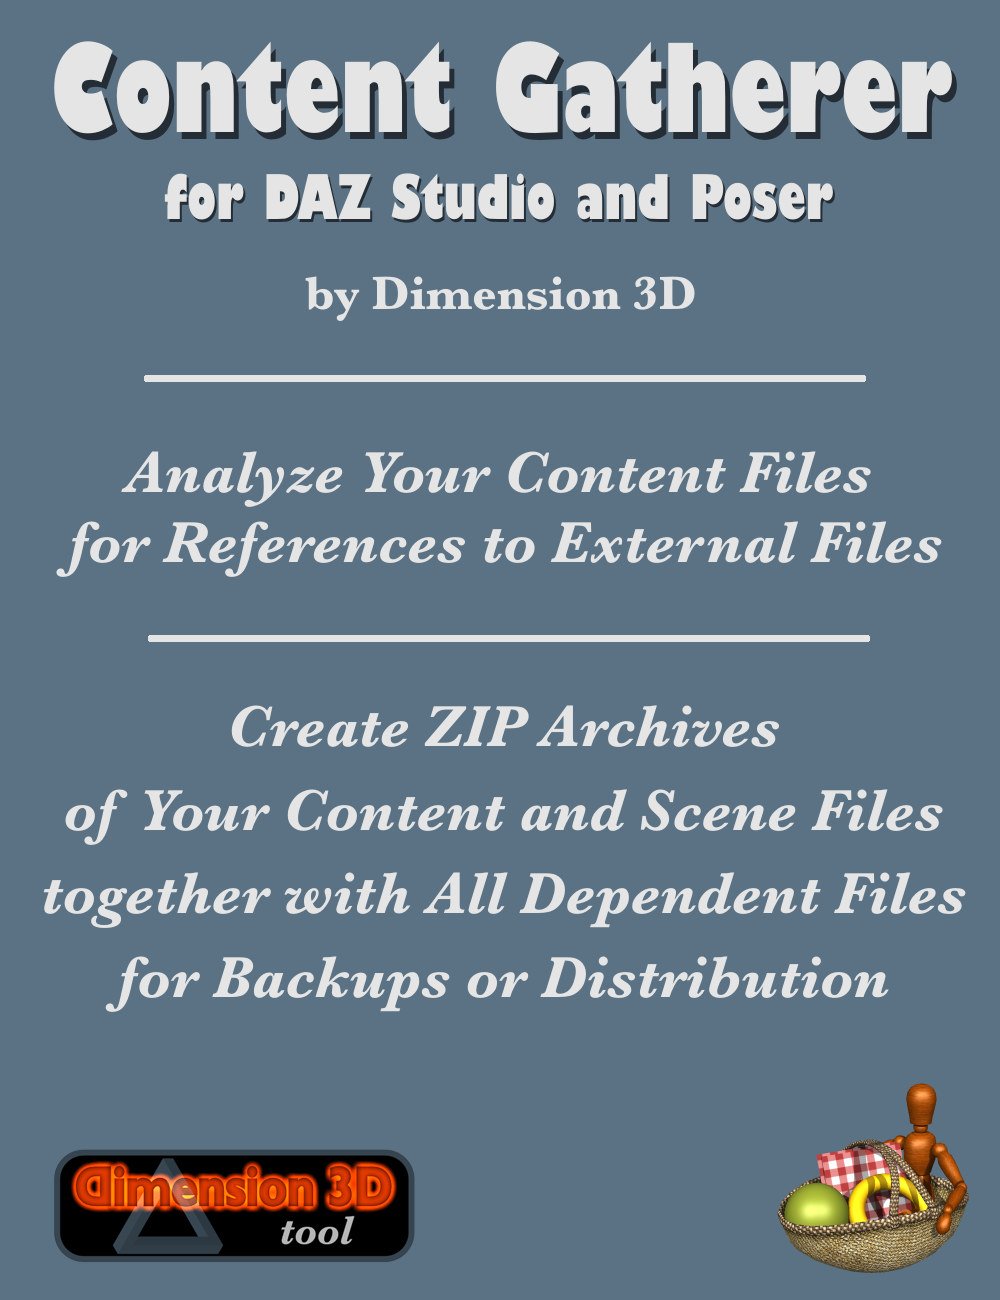 Content Gatherer
for DAZ Studio and Poser
by Dimension 3D
Analyze Your Content Files
for References to External Files
Create ZIP Archives
of Your Content and Scene Files
together with All Dependent Files
for Backups or Distribution
Dimension 3D
tool